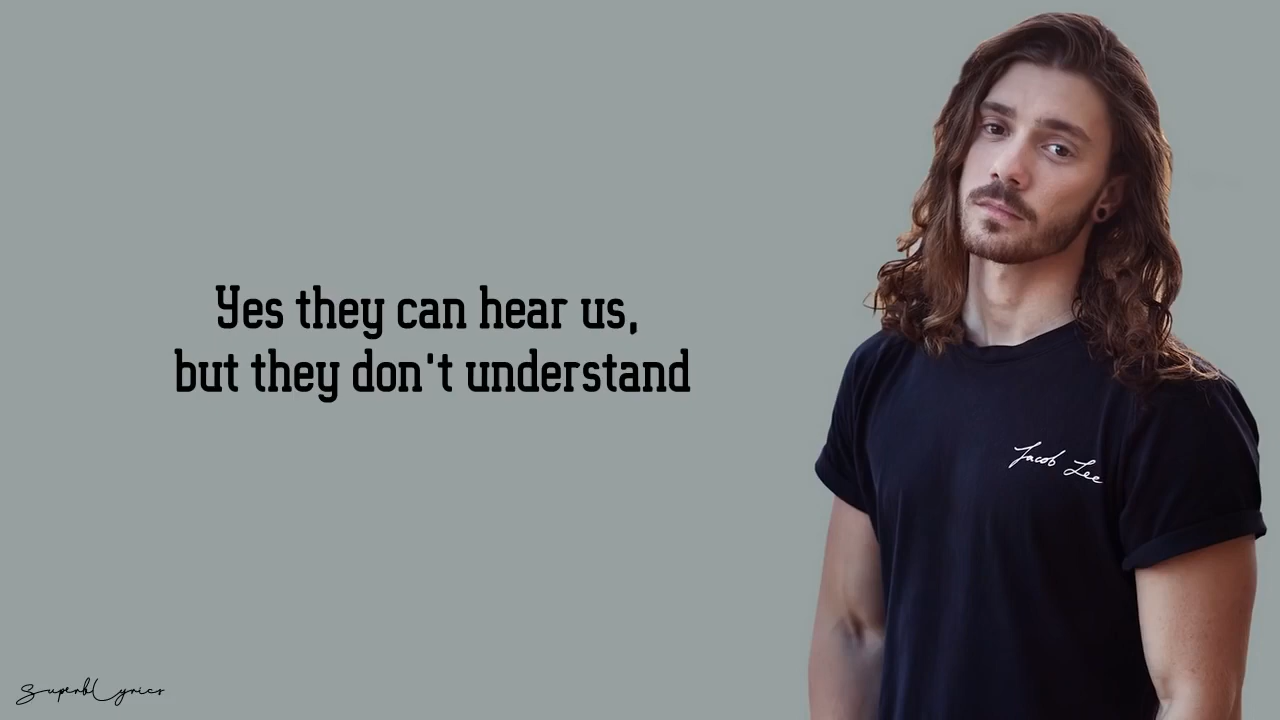 Yes they can hear us,
but they don't understand
Jacob Lee
SuperbLyrics